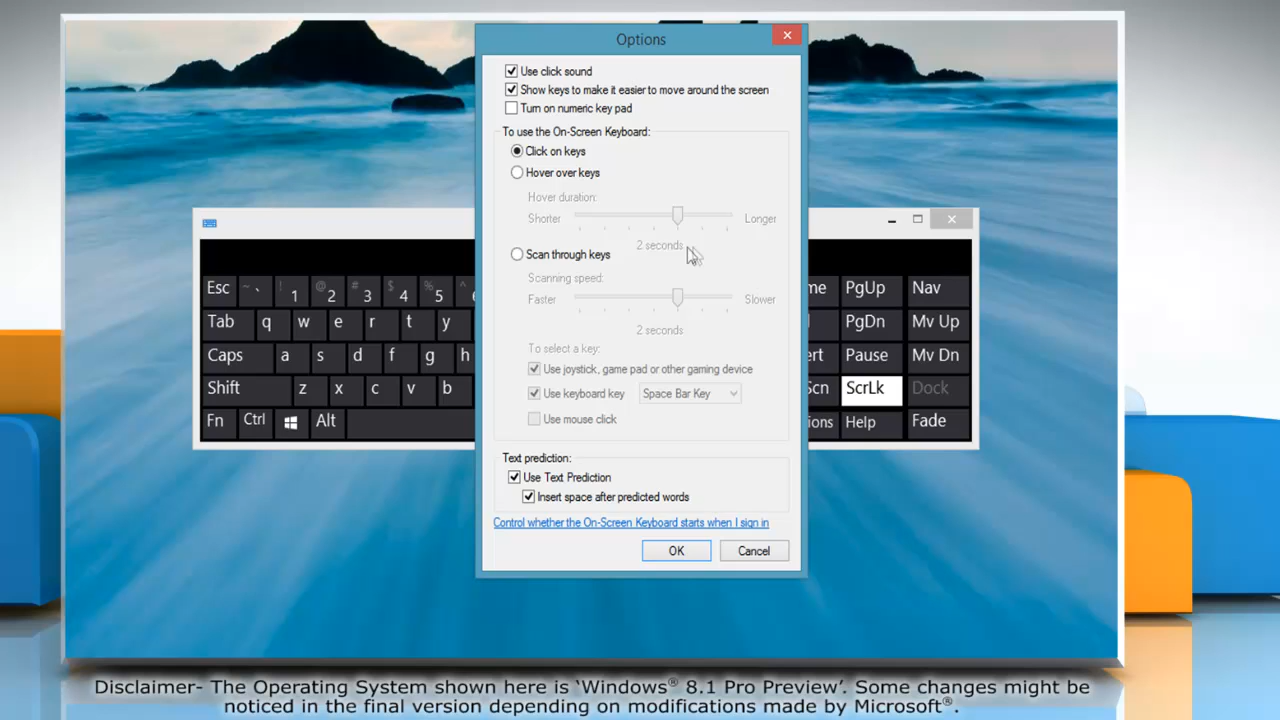 Options
Use click sound
Show keys to make it easier to move around the screen
Turn on numeric key pad
To use the On-Screen Keyboard:
Click on keys
Hover over keys
Hover duration:
Shorter Longer
2 seconds
Scan through keys
Scanning speed:
Faster Slower
2 seconds
To select a key:
Use joystick, game pad or other gaming device
Use keyboard key Space Bar Key
Use mouse click
Text prediction:
Use Text Prediction
Insert space after predicted words
Control whether the On-Screen Keyboard starts when I sign in
OK Cancel
Esc ~ ` ! 1 @ 2 # 3 $ 4 % 5 ^ me PgUp Nav
Tab q w e r t y PgDn Mv Up
Caps a s d f g h rt Pause Mv Dn
Shift z x c v b Scn ScrLk Dock
Fn Ctrl Alt ions Help Fade
Disclaimer- The Operating System shown here is ‘Windows® 8.1 Pro Preview’. Some changes might be
noticed in the final version depending on modifications made by Microsoft®.